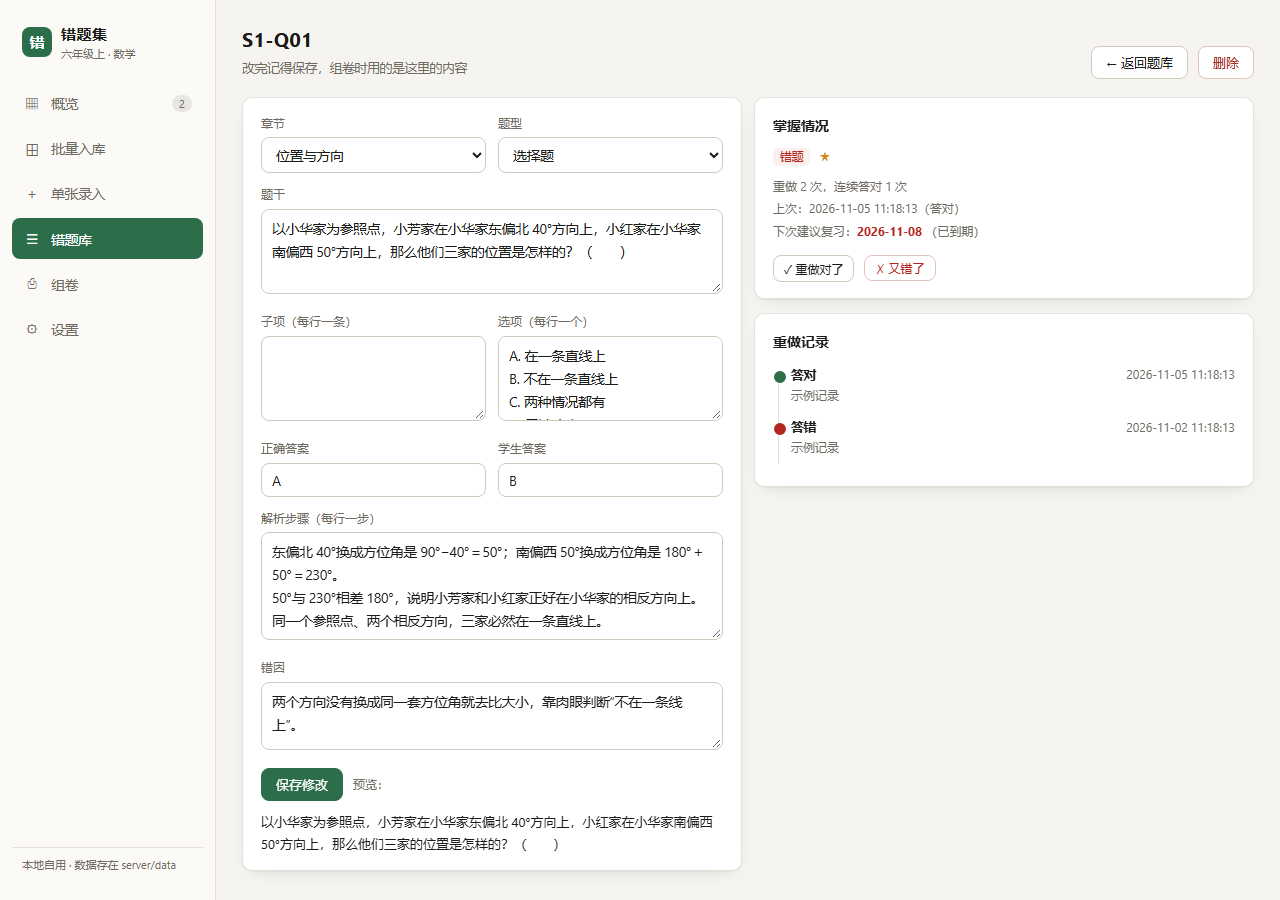 错
错题集
六年级上 · 数学
概览
2
批量入库
单张录入
错题库
组卷
设置
本地自用 · 数据存在 server/data
S1-Q01
改完记得保存，组卷时用的是这里的内容
← 返回题库
删除
章节
题型
位置与方向
选择题
题干
以小华家为参照点，小芳家在小华家东偏北 40°方向上，小红家在小华家
南偏西 50°方向上，那么他们三家的位置是怎样的？（　　）
子项（每行一条）
选项（每行一个）
A. 在一条直线上
B. 不在一条直线上
C. 两种情况都有
正确答案
学生答案
A
B
解析步骤（每行一步）
东偏北 40°换成方位角是 90°−40°＝50°；南偏西 50°换成方位角是 180°＋
50°＝230°。
50°与 230°相差 180°，说明小芳家和小红家正好在小华家的相反方向上。
同一个参照点、两个相反方向，三家必然在一条直线上。
错因
两个方向没有换成同一套方位角就去比大小，靠肉眼判断“不在一条线
上”。
保存修改
预览：
以小华家为参照点，小芳家在小华家东偏北 40°方向上，小红家在小华家南偏西
50°方向上，那么他们三家的位置是怎样的？（　　）
掌握情况
错题 ★
重做 2 次，连续答对 1 次
上次：2026-11-05 11:18:13（答对）
下次建议复习：2026-11-08 （已到期）
✓ 重做对了
✗ 又错了
重做记录
答对
2026-11-05 11:18:13
示例记录
答错
2026-11-02 11:18:13
示例记录